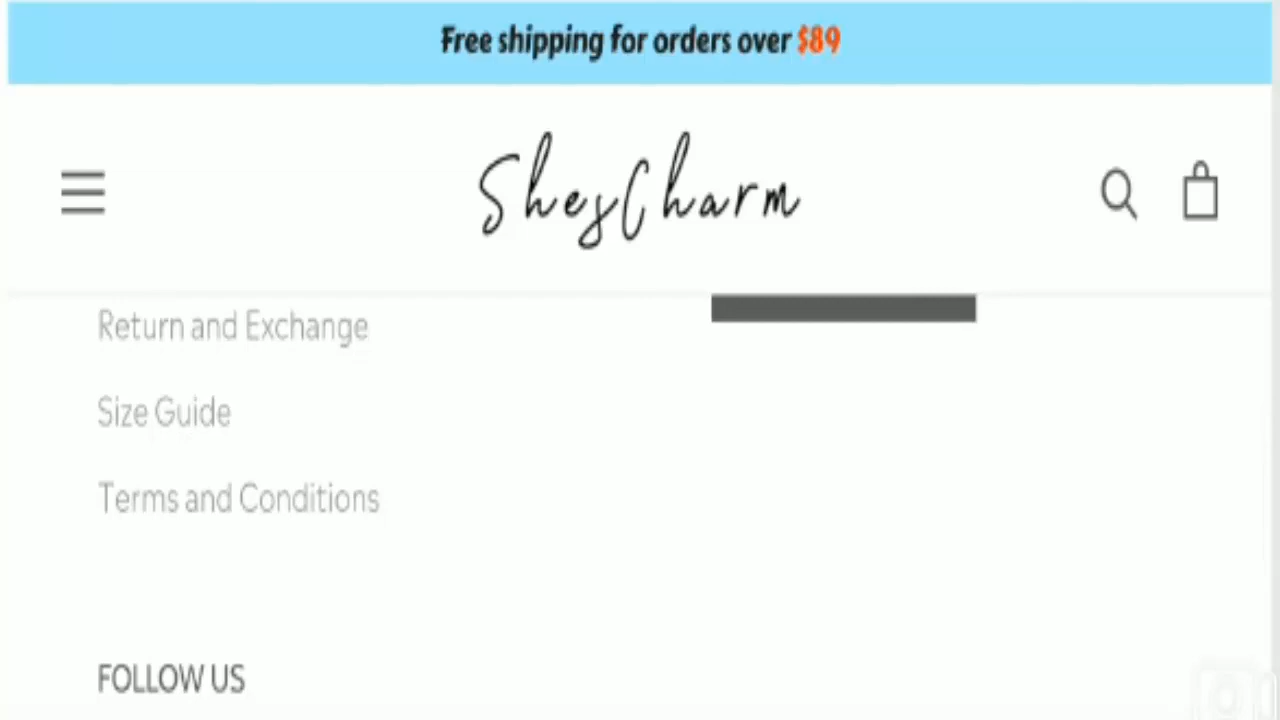 Free shipping for orders over $89
ShesCharm
Return and Exchange
Size Guide
Terms and Conditions
FOLLOW US